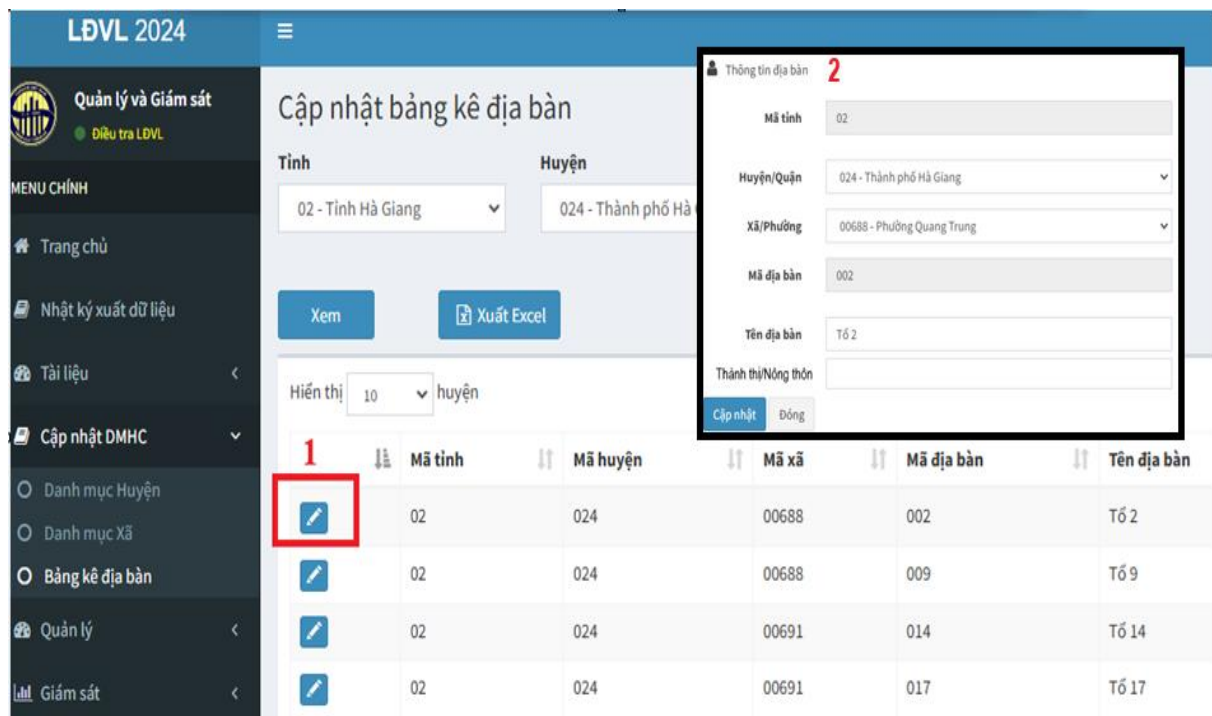 LĐVL 2024
Quản lý và Giám sát
Điều tra LĐVL
MENU CHÍNH
Trang chủ
Nhật ký xuất dữ liệu
Tài liệu
Cập nhật DMHC
Danh mục Huyện
Danh mục Xã
Bảng kê địa bàn
Quản lý
Giám sát
Cập nhật bảng kê địa bàn
Tỉnh Huyện
02 - Tỉnh Hà Giang 024 - Thành phố Hà
Xem Xuất Excel
Hiển thị 10 huyện
1 Mã tỉnh Mã huyện Mã xã Mã địa bàn Tên địa bàn
02 024 00688 002 Tổ 2
02 024 00688 009 Tổ 9
02 024 00691 014 Tổ 14
02 024 00691 017 Tổ 17
Thông tin địa bàn 2
Mã tỉnh 02
Huyện/Quận 024 - Thành phố Hà Giang
Xã/Phường 00688 - Phường Quang Trung
Mã địa bàn 002
Tên địa bàn Tổ 2
Thành thị/Nông thôn
Cập nhật Đóng